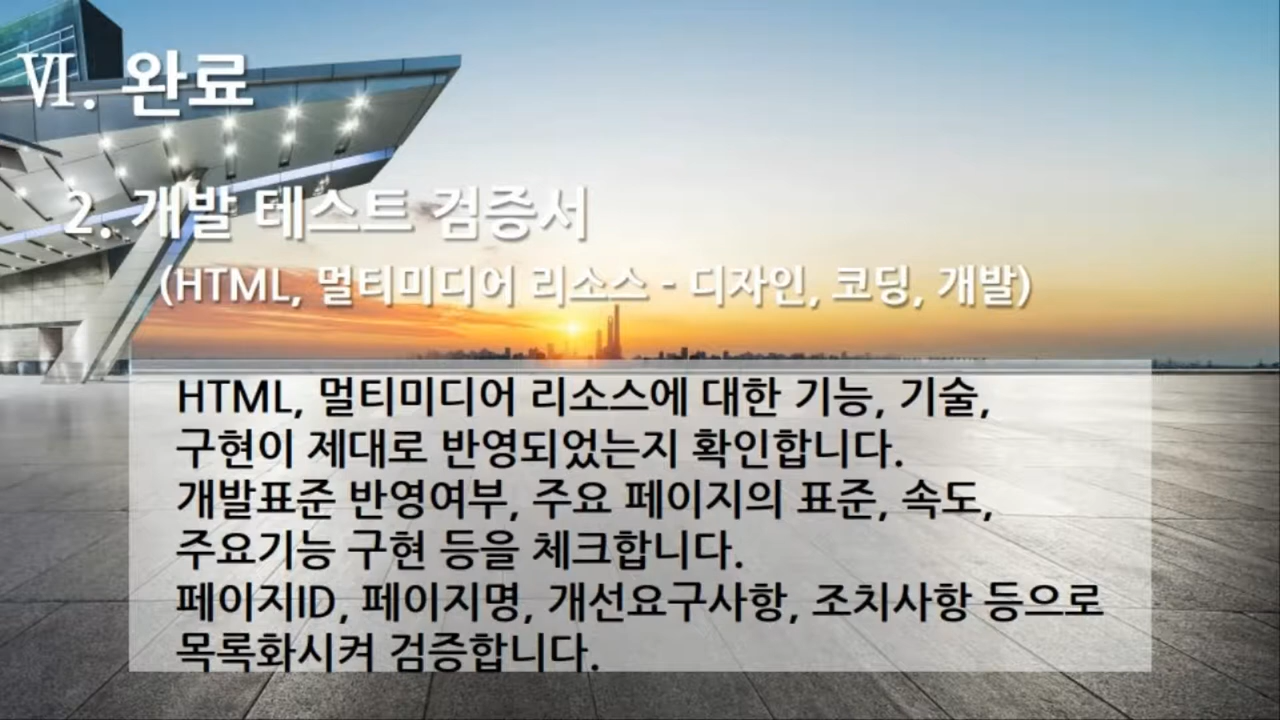 Ⅵ. 완료
2. 개발 테스트 검증서
(HTML, 멀티미디어 리소스 - 디자인, 코딩, 개발)
HTML, 멀티미디어 리소스에 대한 기능, 기술,
구현이 제대로 반영되었는지 확인합니다.
개발표준 반영여부, 주요 페이지의 표준, 속도,
주요기능 구현 등을 체크합니다.
페이지ID, 페이지명, 개선요구사항, 조치사항 등으로
목록화시켜 검증합니다.